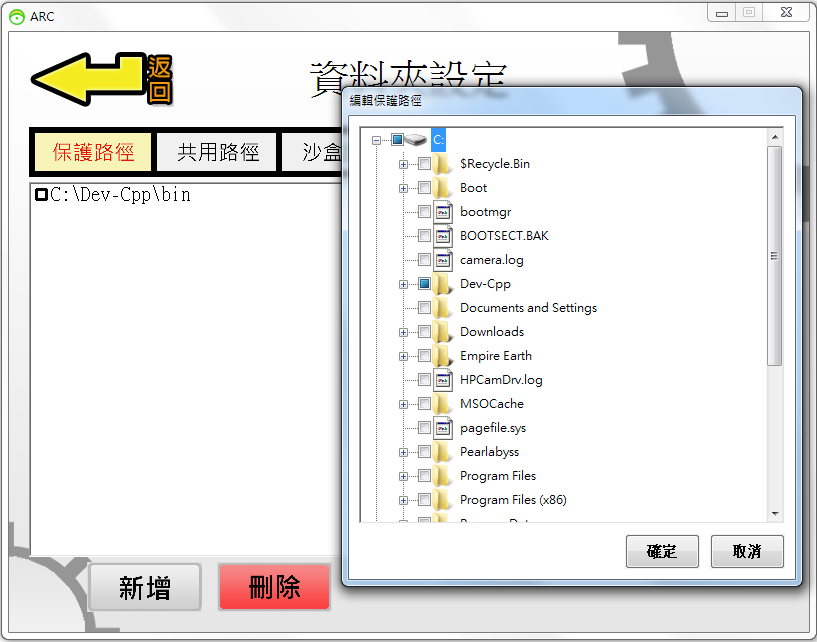 ARC
返回
資料夾設定
保護路徑
共用路徑
沙盒
C:\Dev-Cpp\bin
新增
刪除
編輯保護路徑
C:
$Recycle.Bin
Boot
bootmgr
BOOTSECT.BAK
camera.log
Dev-Cpp
Documents and Settings
Downloads
Empire Earth
HPCamDrv.log
MSOCache
pagefile.sys
Pearlabyss
Program Files
Program Files (x86)
確定
取消